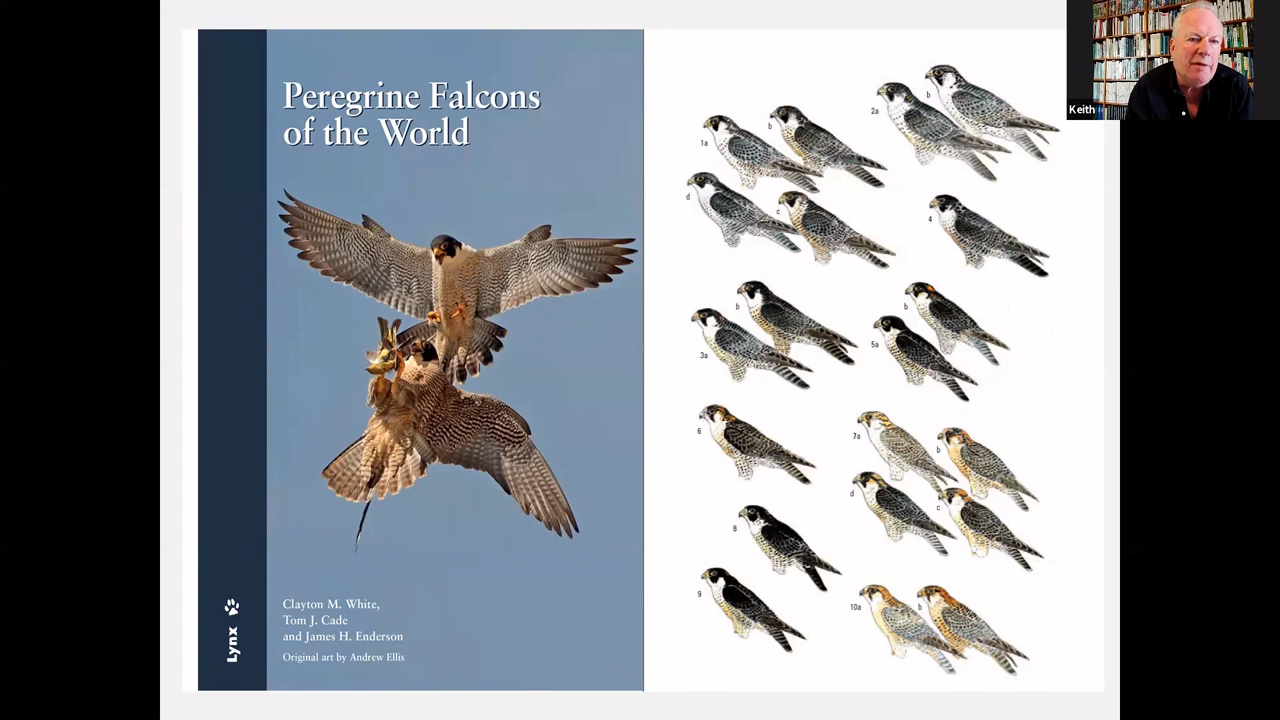 Peregrine Falcons
of the World
Clayton M. White,
Tom J. Cade
and James H. Enderson
Original art by Andrew Ellis
Lynx
1a
b
d
c
2a
b
4
3a
b
5a
b
6
7a
b
d
c
8
9
10a
b
Keith